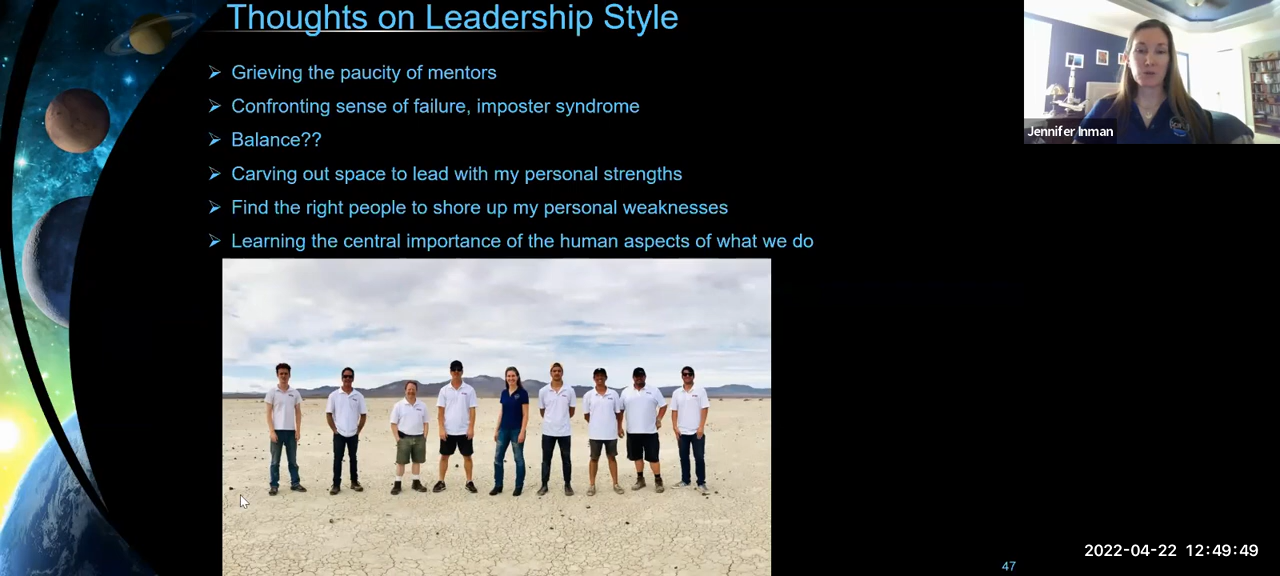 Thoughts on Leadership Style
➢ Grieving the paucity of mentors
➢ Confronting sense of failure, imposter syndrome
➢ Balance??
➢ Carving out space to lead with my personal strengths
➢ Find the right people to shore up my personal weaknesses
➢ Learning the central importance of the human aspects of what we do
Jennifer Inman
2022-04-22 12:49:49
47